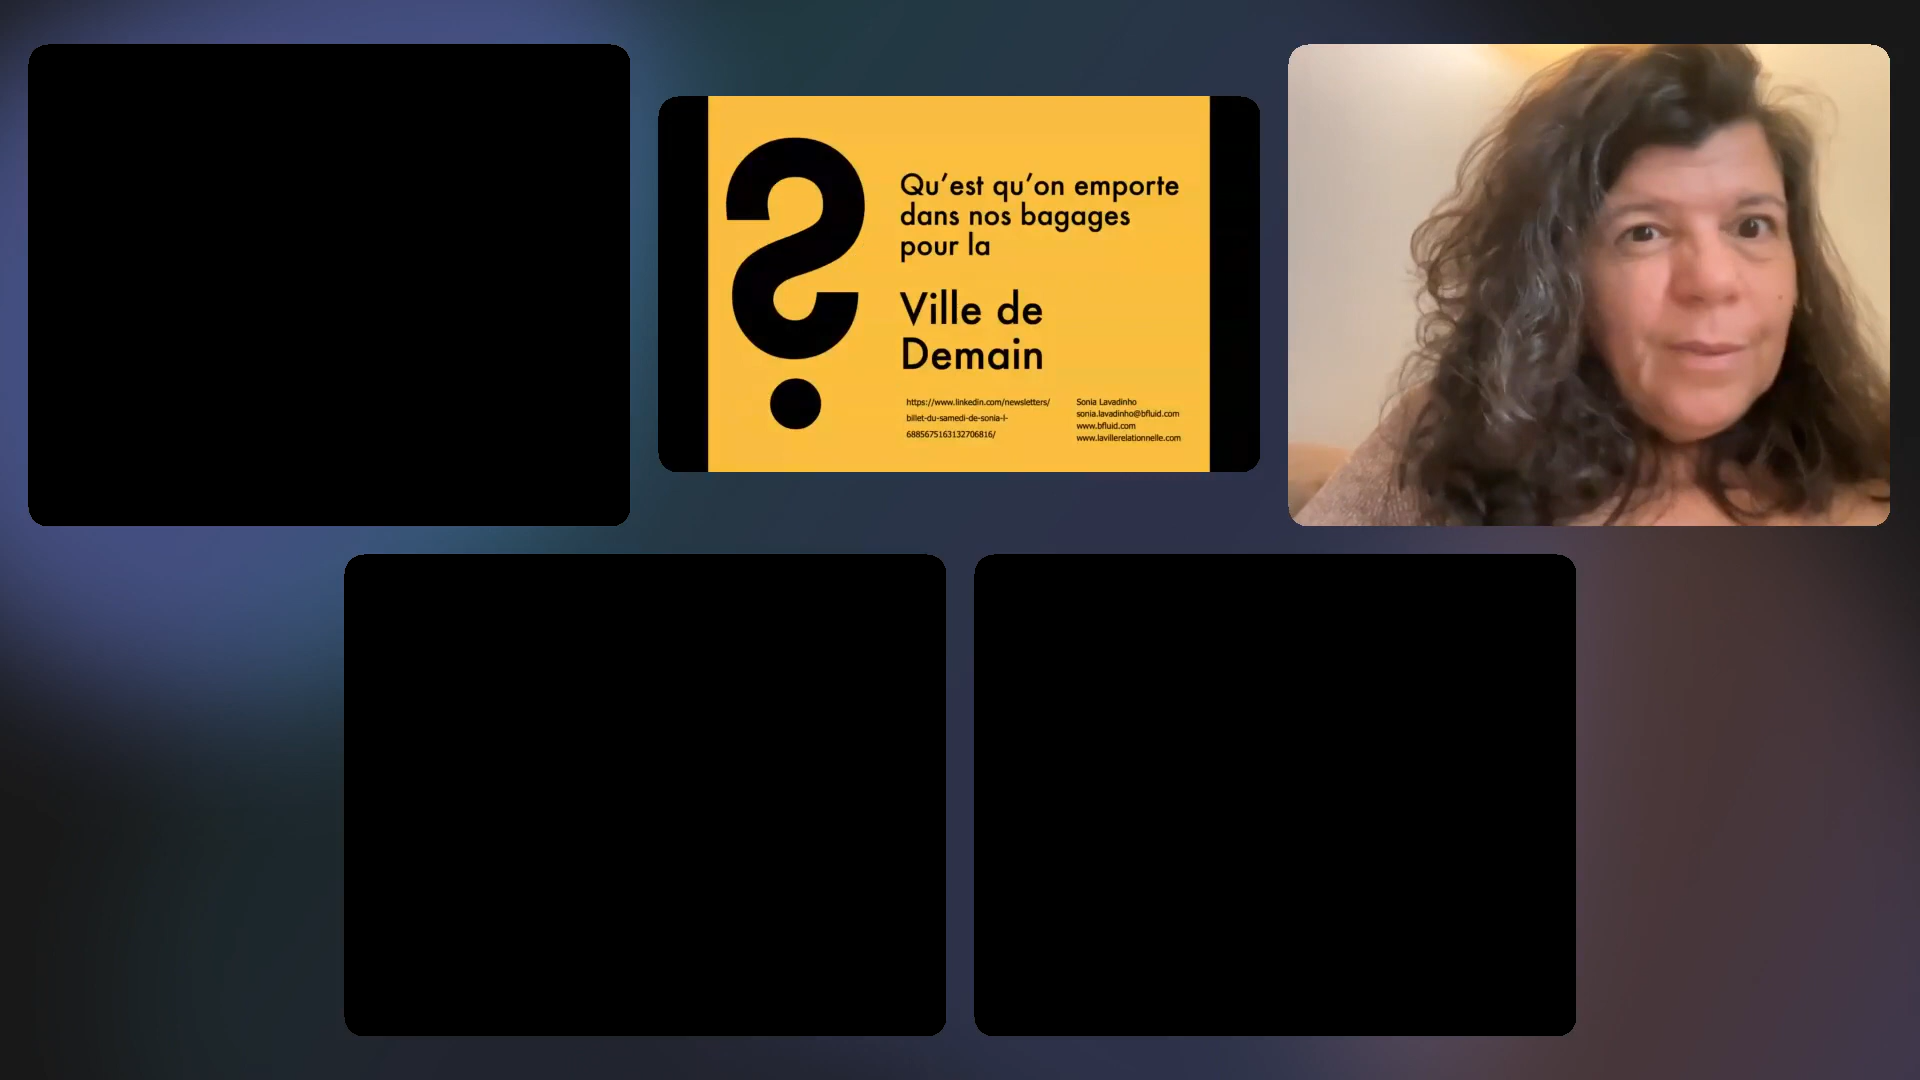 Qu’est qu’on emporte
dans nos bagages
pour la
Ville de
Demain
https://www.linkedin.com/newsletters/
billet-du-samedi-de-sonia-l-
6885675163132706816/
Sonia Lavadinho
sonia.lavadinho@bfluid.com
www.bfluid.com
www.lavillerelationnelle.com